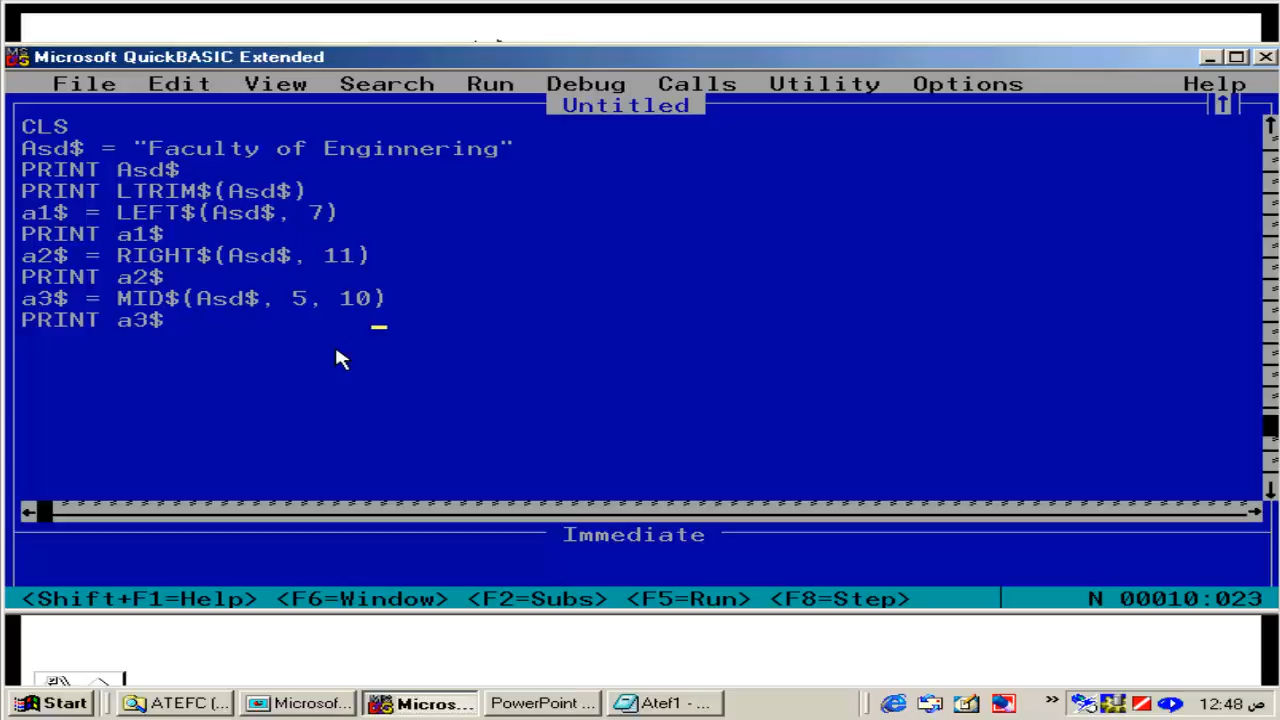 Microsoft QuickBASIC Extended
File Edit View Search Run Debug Calls Utility Options Help
Untitled
CLS
Asd$ = "Faculty of Enginnering"
PRINT Asd$
PRINT LTRIM$(Asd$)
a1$ = LEFT$(Asd$, 7)
PRINT a1$
a2$ = RIGHT$(Asd$, 11)
PRINT a2$
a3$ = MID$(Asd$, 5, 10)
PRINT a3$
Immediate
<Shift+F1=Help> <F6=Window> <F2=Subs> <F5=Run> <F8=Step> N 00010:023
Start ATEFC (... Microsof... Micros... PowerPoint ... Atef1 - ... » 12:48 ص